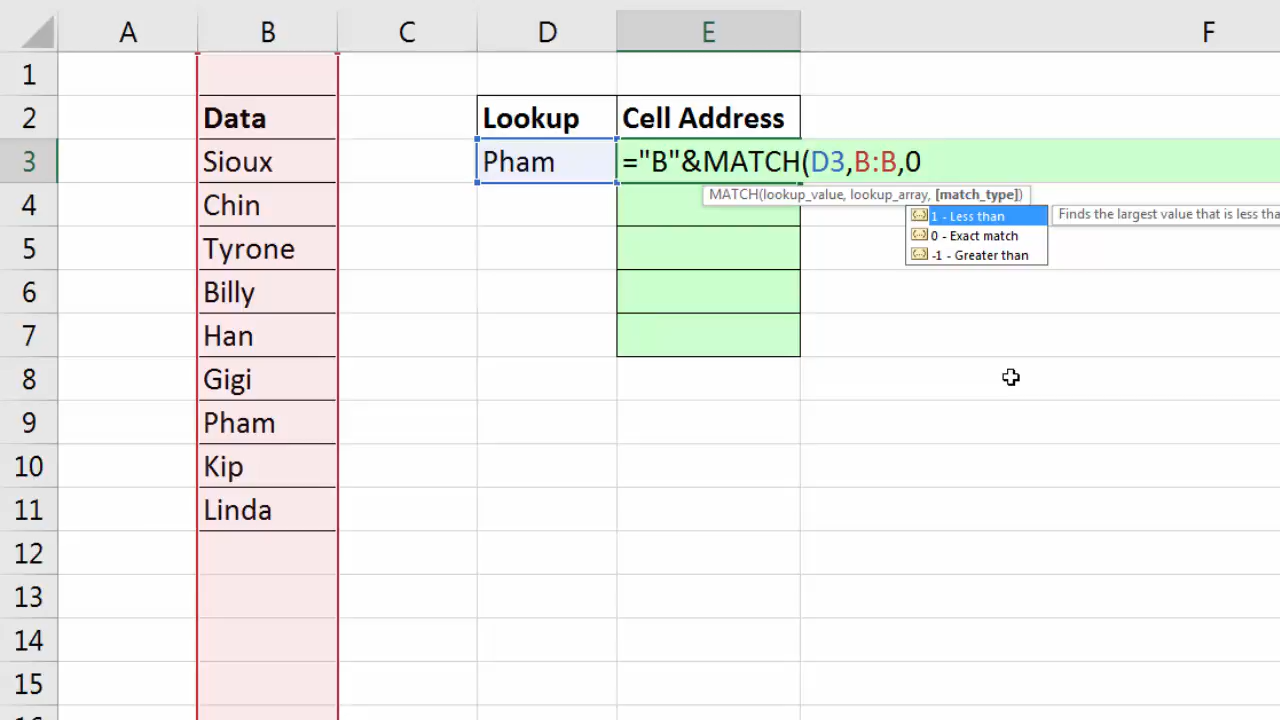 A B C D E F
1
2 Data Lookup Cell Address
3 Sioux Pham ="B"&MATCH(D3,B:B,0
MATCH(lookup_value, lookup_array, [match_type])
4 Chin 1 - Less than Finds the largest value that is less tha
0 - Exact match
5 Tyrone -1 - Greater than
6 Billy
7 Han
8 Gigi
9 Pham
10 Kip
11 Linda
12
13
14
15